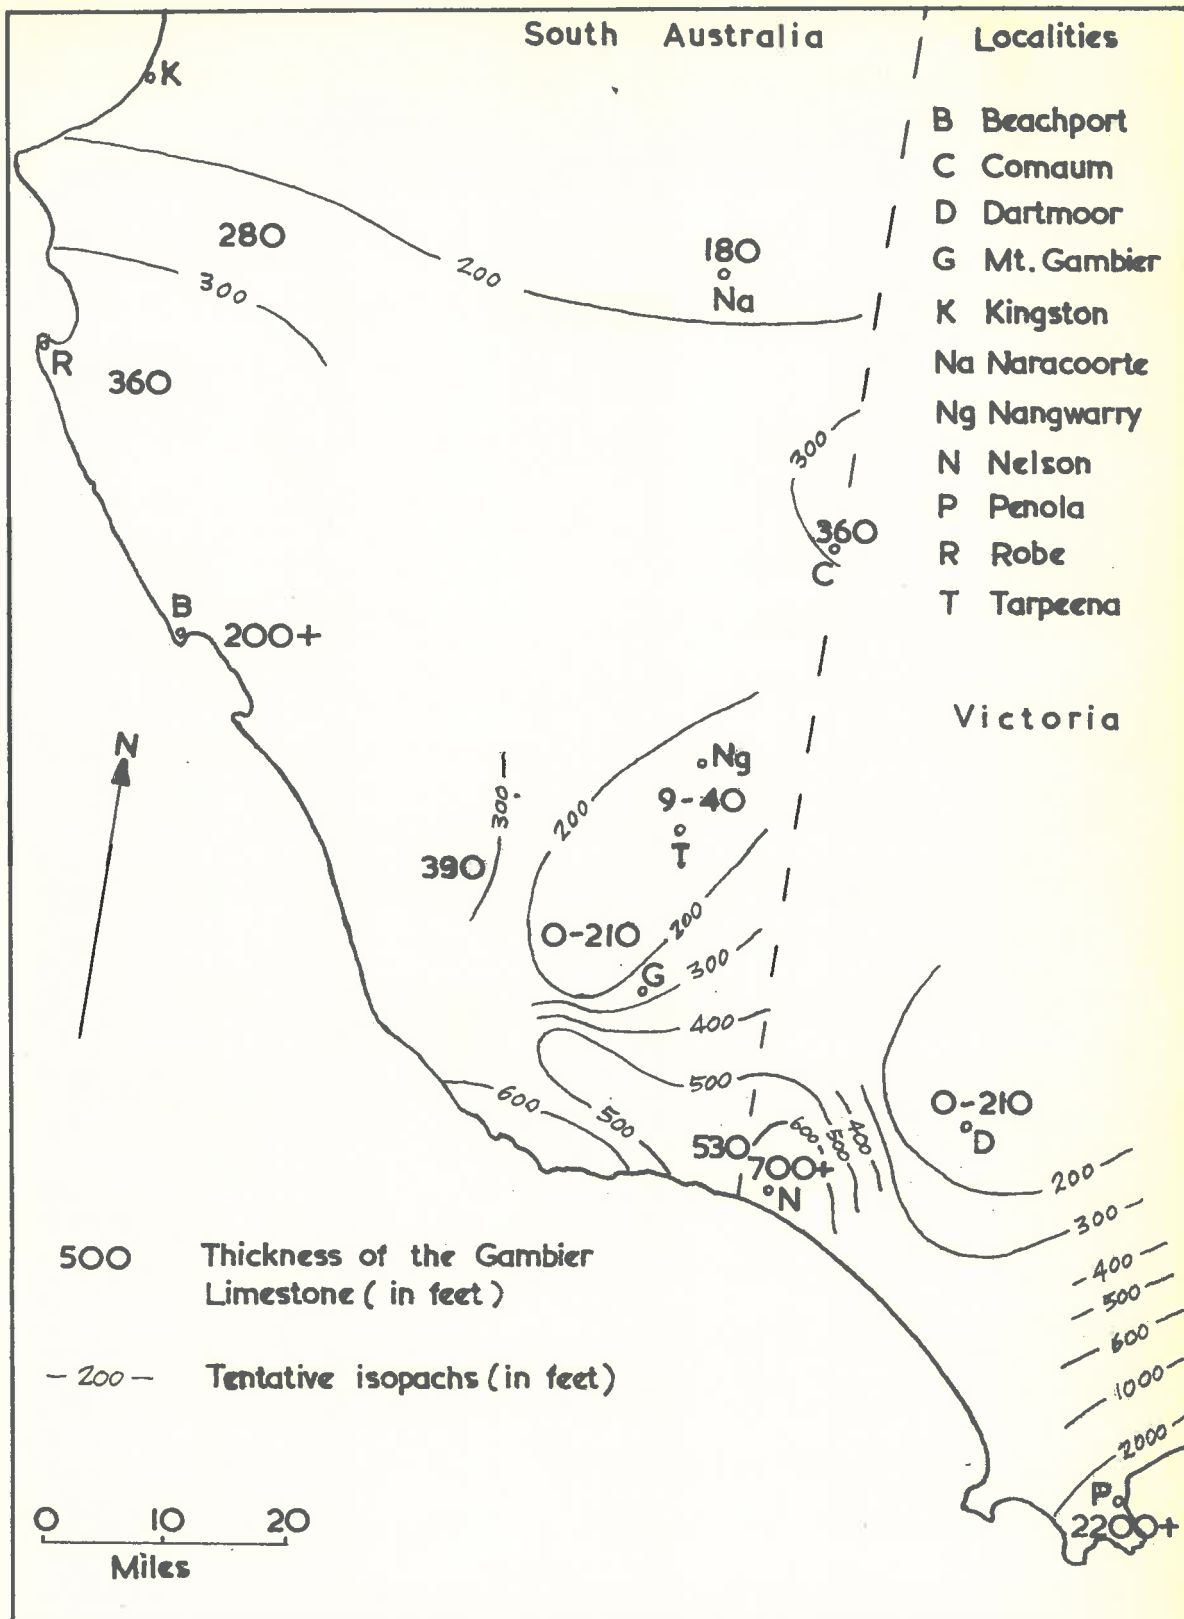 South Australia
Localities
K
B Beachport
C Comaum
D Dartmoor
G Mt. Gambier
K Kingston
Na Naracoorte
Ng Nangwarry
N Nelson
P Penola
R Robe
T Tarpeena
280
200
180
Na
300
R
360
300
360
C
B
200+
Victoria
N
Ng
300
200
9-40
T
390
0-210
200
G
300
400
500
600
500
0-210
D
530
600
500
400
700+
N
200
300
400
500
600
1000
2000
P
2200+
500 Thickness of the Gambier
Limestone ( in feet )
- 200 - Tentative isopachs ( in feet )
0 10 20
Miles